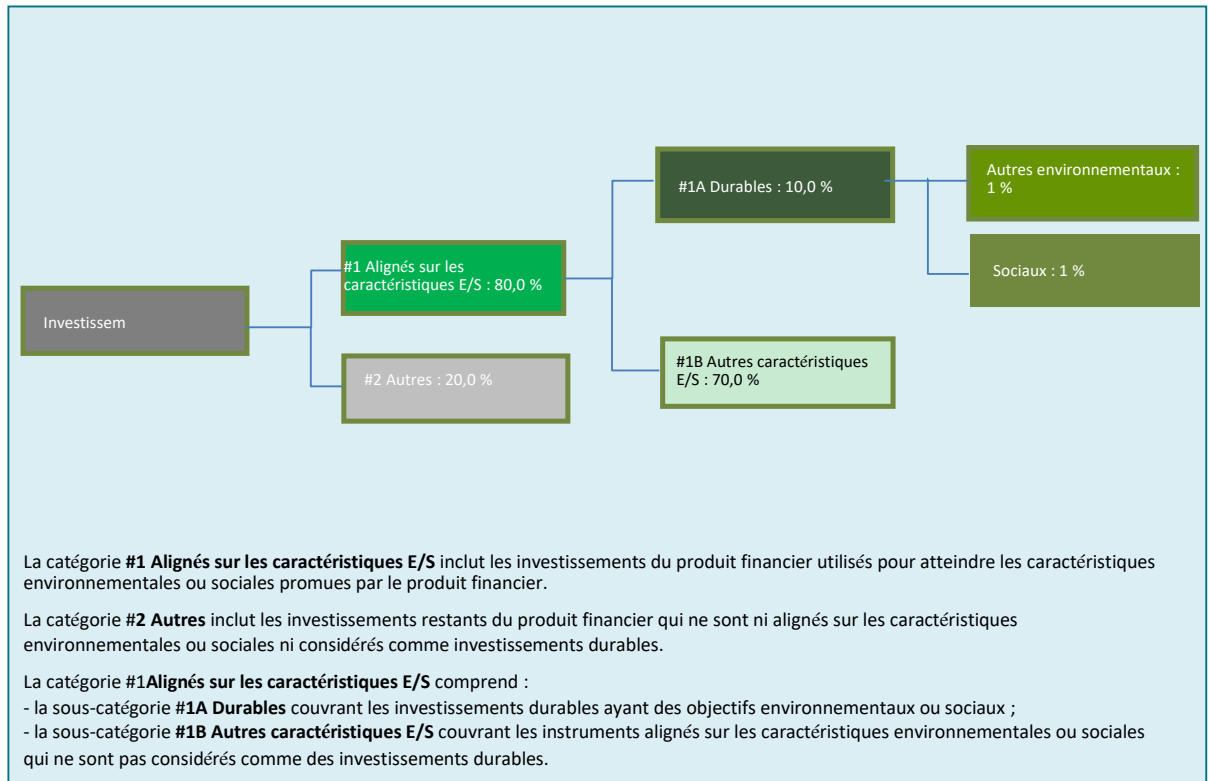 #1A Durables : 10,0 %
Autres environnementaux :
1 %
#1 Alignés sur les
caractéristiques E/S : 80,0 %
Sociaux : 1 %
Investissem
#1B Autres caractéristiques
E/S : 70,0 %
#2 Autres : 20,0 %
La catégorie #1 Alignés sur les caractéristiques E/S inclut les investissements du produit financier utilisés pour atteindre les caractéristiques
environnementales ou sociales promues par le produit financier.
La catégorie #2 Autres inclut les investissements restants du produit financier qui ne sont ni alignés sur les caractéristiques
environnementales ou sociales ni considérés comme investissements durables.
La catégorie #1Alignés sur les caractéristiques E/S comprend :
- la sous-catégorie #1A Durables couvrant les investissements durables ayant des objectifs environnementaux ou sociaux ;
- la sous-catégorie #1B Autres caractéristiques E/S couvrant les instruments alignés sur les caractéristiques environnementales ou sociales
qui ne sont pas considérés comme des investissements durables.